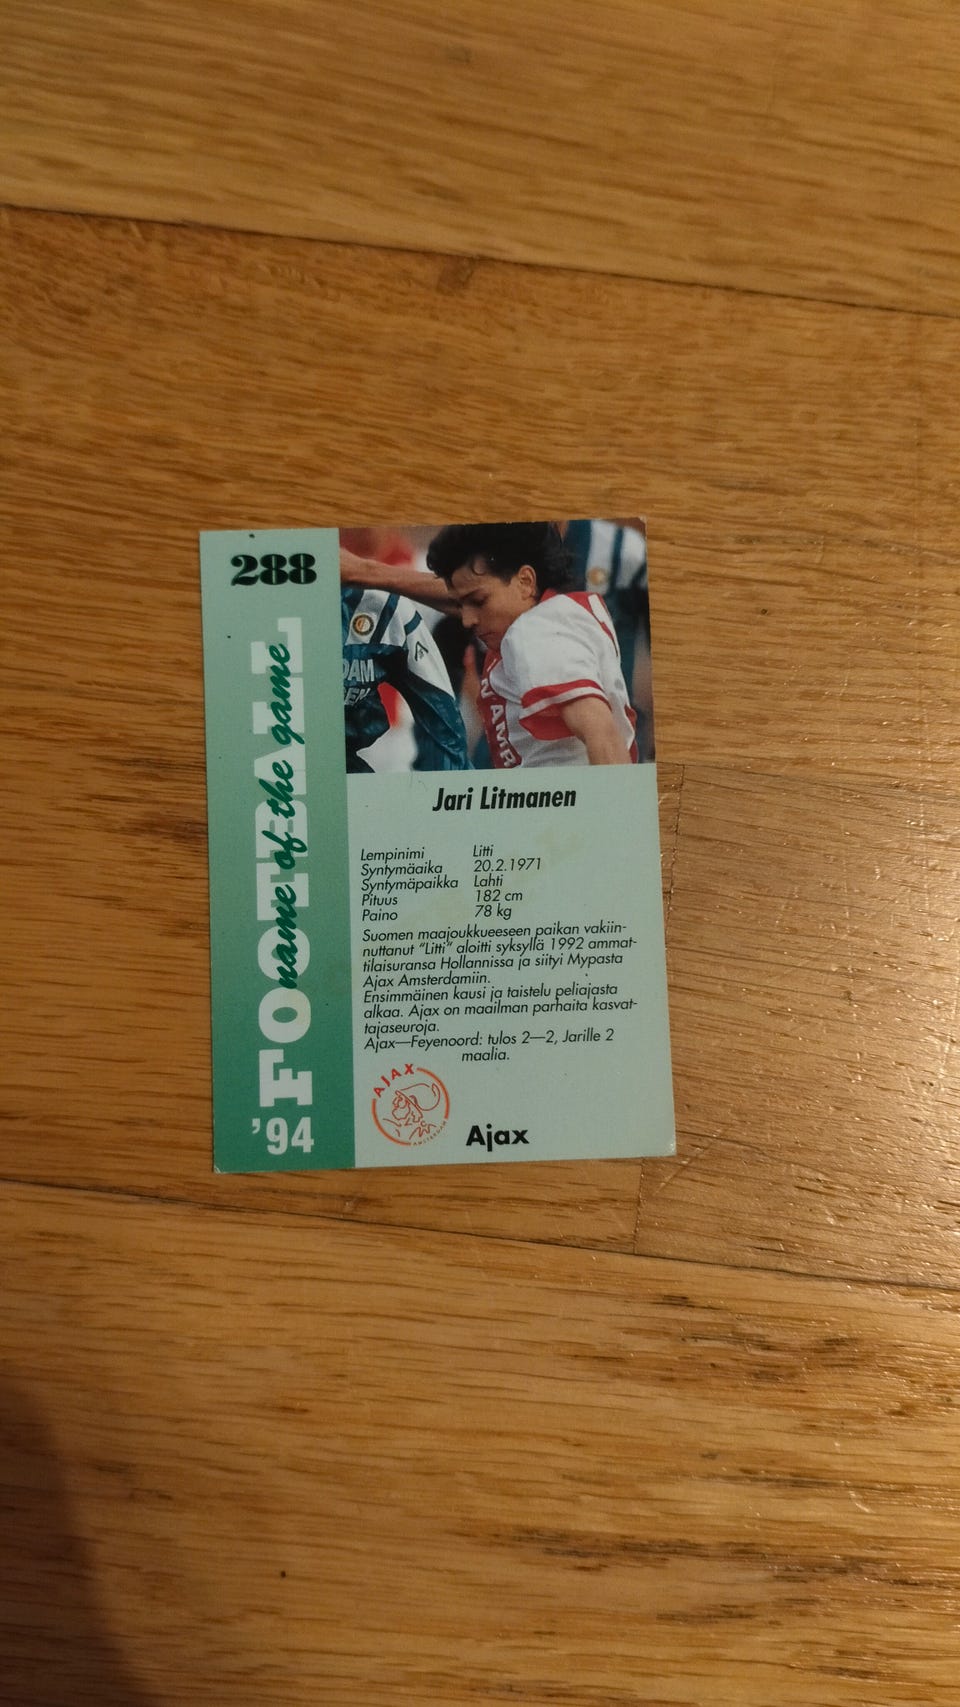 288
FOOTBALL
name of the game
'94
DAM
AMR
Jari Litmanen
Lempinimi Litti
Syntymäaika 20.2.1971
Syntymäpaikka Lahti
Pituus 182 cm
Paino 78 kg
Suomen maajoukkueeseen paikan vakiin-
nuttanut "Litti" aloitti syksyllä 1992 ammat-
tilaisuransa Hollannissa ja siityi Mypasta
Ajax Amsterdamiin.
Ensimmäinen kausi ja taistelu peliajasta
alkaa. Ajax on maailman parhaita kasvat-
tajaseuroja.
Ajax—Feyenoord: tulos 2—2, Jarille 2
maalia.
AJAX
AMSTERDAM
Ajax